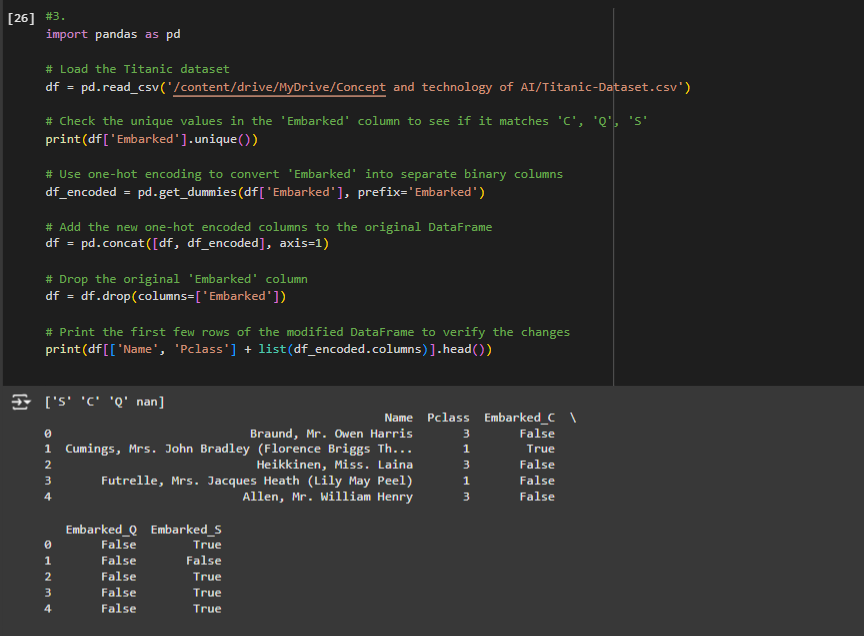 [26] #3.
import pandas as pd
# Load the Titanic dataset
df = pd.read_csv('/content/drive/MyDrive/Concept and technology of AI/Titanic-Dataset.csv')
# Check the unique values in the 'Embarked' column to see if it matches 'C', 'Q', 'S'
print(df['Embarked'].unique())
# Use one-hot encoding to convert 'Embarked' into separate binary columns
df_encoded = pd.get_dummies(df['Embarked'], prefix='Embarked')
# Add the new one-hot encoded columns to the original DataFrame
df = pd.concat([df, df_encoded], axis=1)
# Drop the original 'Embarked' column
df = df.drop(columns=['Embarked'])
# Print the first few rows of the modified DataFrame to verify the changes
print(df[['Name', 'Pclass'] + list(df_encoded.columns)].head())
['S' 'C' 'Q' nan]
Name Pclass Embarked_C \
0 Braund, Mr. Owen Harris 3 False
1 Cumings, Mrs. John Bradley (Florence Briggs Th... 1 True
2 Heikkinen, Miss. Laina 3 False
3 Futrelle, Mrs. Jacques Heath (Lily May Peel) 1 False
4 Allen, Mr. William Henry 3 False
Embarked_Q Embarked_S
0 False True
1 False False
2 False True
3 False True
4 False True